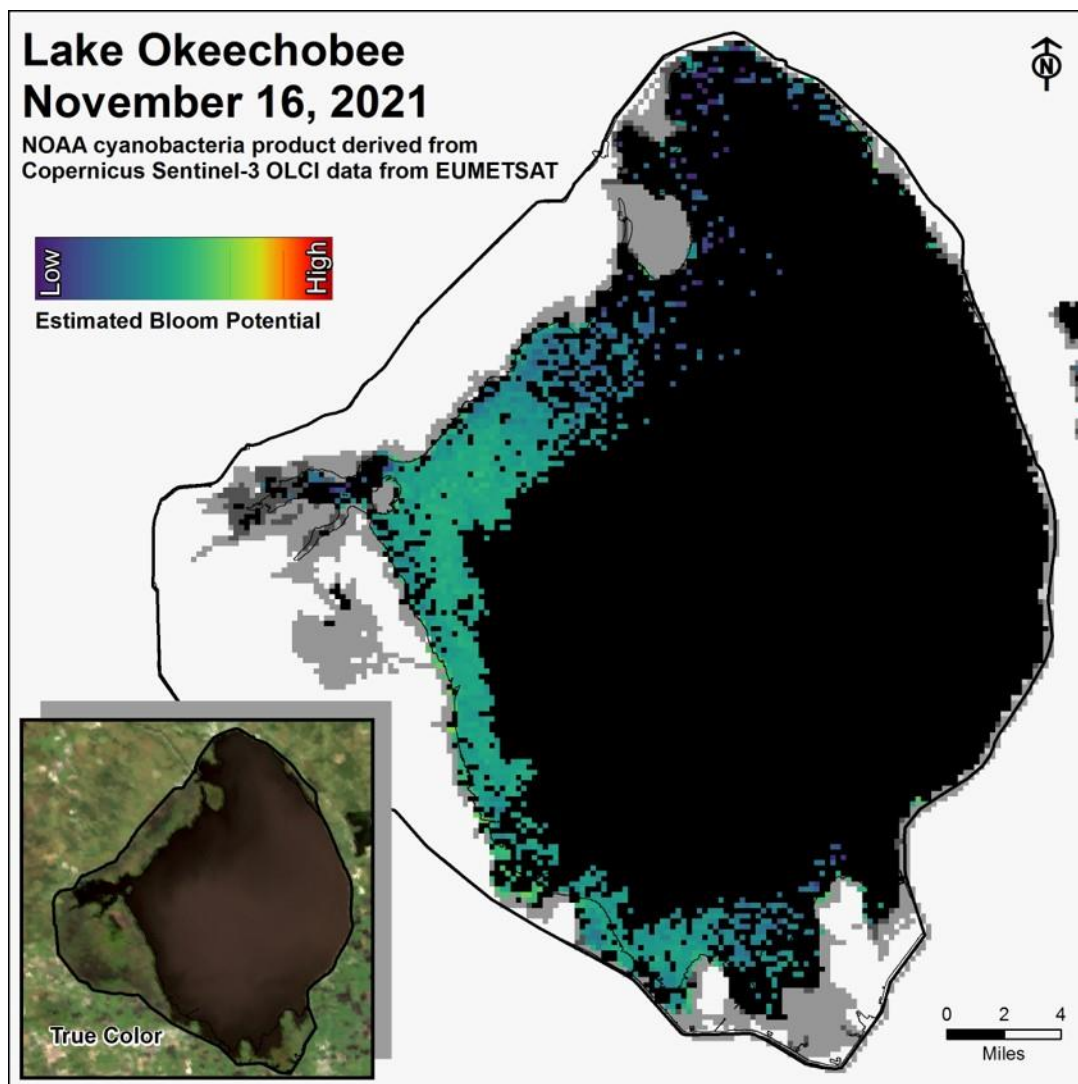 Lake Okeechobee
November 16, 2021
NOAA cyanobacteria product derived from
Copernicus Sentinel-3 OLCI data from EUMETSAT
N
Low
High
Estimated Bloom Potential
True Color
0 2 4
Miles